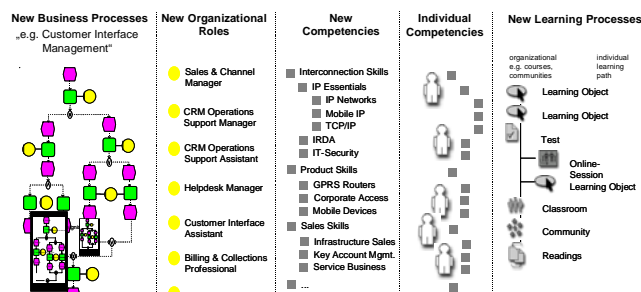 New Business Processes
„e.g. Customer Interface
Management“
New Organizational
Roles
Sales & Channel
Manager
CRM Operations
Support Manager
CRM Operations
Support Assistant
Helpdesk Manager
Customer Interface
Assistant
Billing & Collections
Professional
New
Competencies
Interconnection Skills
IP Essentials
IP Networks
Mobile IP
TCP/IP
IRDA
IT-Security
Product Skills
GPRS Routers
Corporate Access
Mobile Devices
Sales Skills
Infrastructure Sales
Key Account Mgmt.
Service Business
...
Individual
Competencies
New Learning Processes
organizational
e.g. courses,
communities
individual
learning
path
Learning Object
Learning Object
Test
Online-
Session
Learning Object
Classroom
Community
Readings